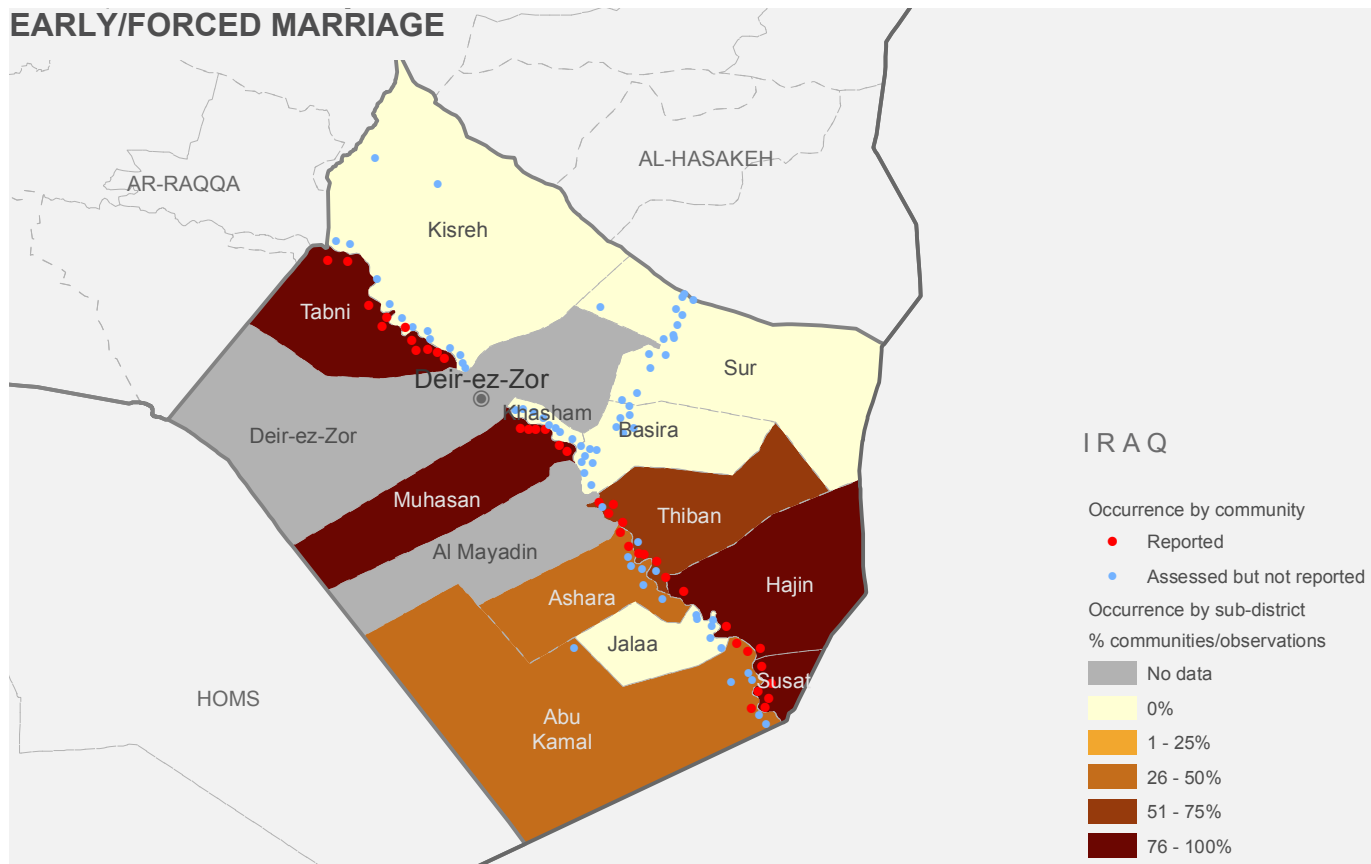 EARLY/FORCED MARRIAGE
AL-HASAKEH
AR-RAQQA
Kisreh
Tabni
Sur
Deir-ez-Zor
Khasham
Basira
Deir-ez-Zor
IRAQ
Muhasan
Thiban
Occurrence by community
Reported
Al Mayadin
Assessed but not reported
Hajin
Ashara
Occurrence by sub-district
Jalaa
% communities/observations
No data
Susat
HOMS
0%
Abu
Kamal
1 - 25%
26 - 50%
51 - 75%
76 - 100%